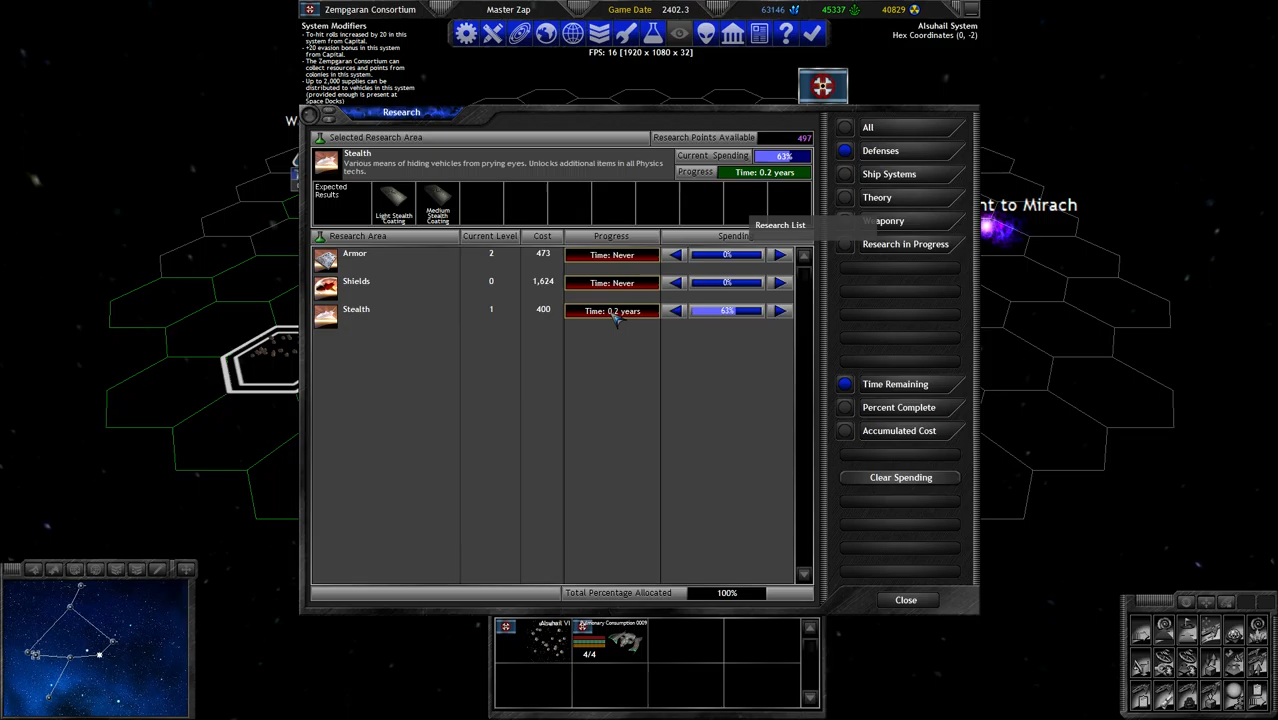 Zempgaran Consortium
Master Zap
Game Date
2402.3
63146
45337
40829
System Modifiers
- To-hit rolls increased by 20 in this
system from Capital.
- +20 evasion bonus in this system
from Capital.
- The Zempgaran Consortium can
collect resources and points from
colonies in this system.
- Up to 2,000 supplies can be
distributed to vehicles in this system
(provided enough is present at
Space Docks)
FPS: 16 [1920 x 1080 x 32]
Alsuhail System
Hex Coordinates (0, -2)
Research
Selected Research Area
Research Points Available
497
Stealth
Various means of hiding vehicles from prying eyes. Unlocks additional items in all Physics
techs.
Current Spending
63%
Progress
Time: 0.2 years
Expected
Results
Light Stealth
Coating
Medium
Stealth
Coating
Research List
Research Area
Current Level
Cost
Progress
Spending
Armor
2
473
Time: Never
0%
Shields
0
1,624
Time: Never
0%
Stealth
1
400
Time: 0.2 years
63%
Total Percentage Allocated
100%
All
Defenses
Ship Systems
Theory
Weaponry
Research in Progress
Time Remaining
Percent Complete
Accumulated Cost
Clear Spending
Close
nt to Mirach
W
Alsuhail VI
Consumption 0009
4/4